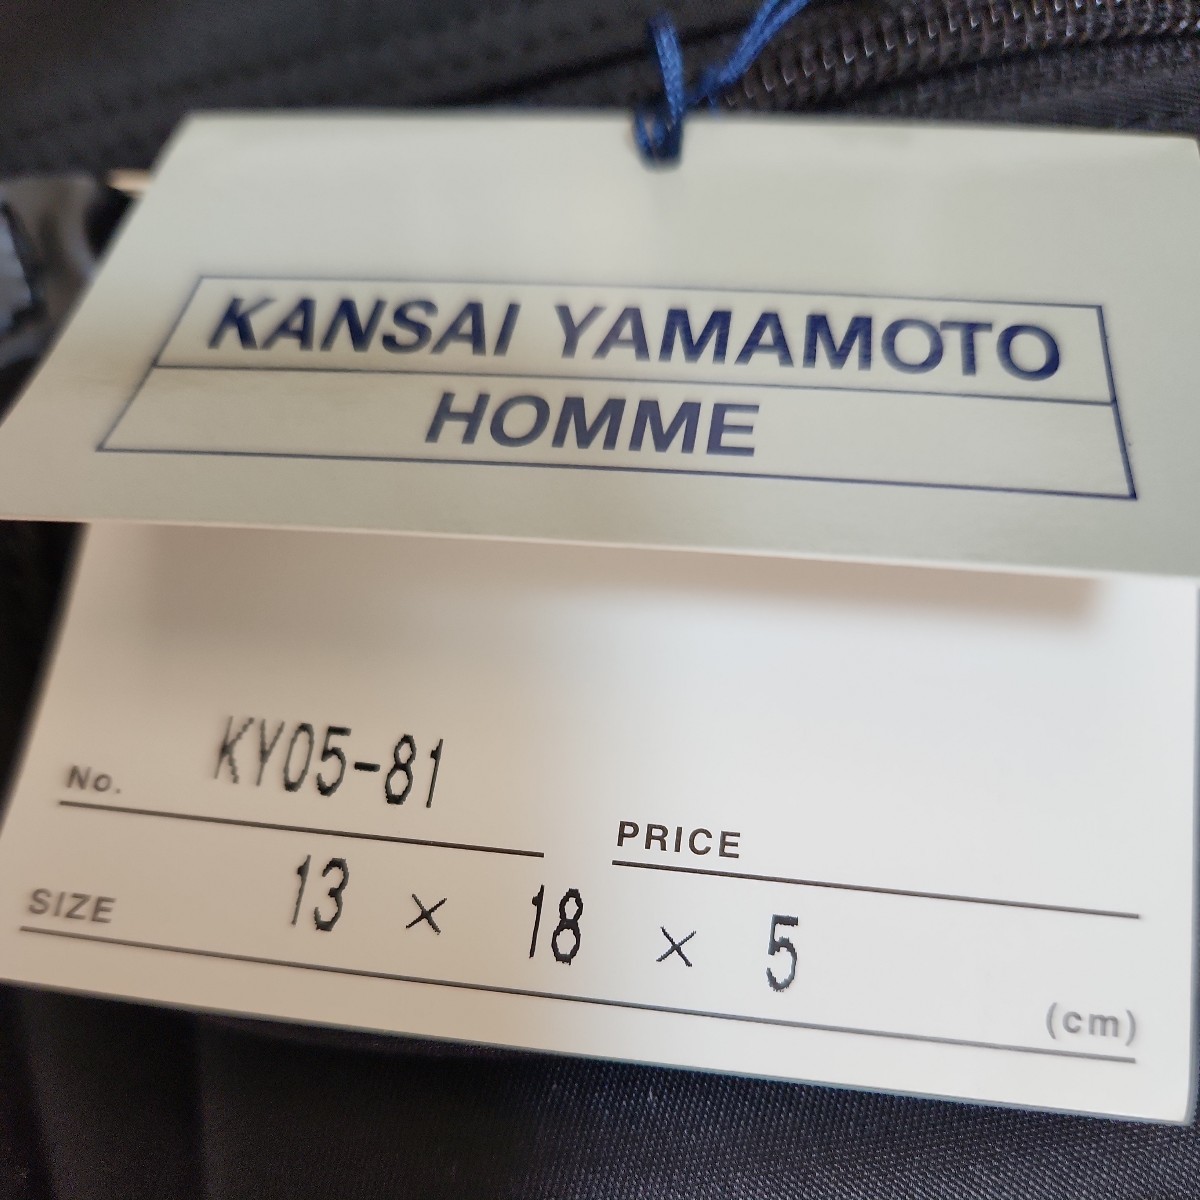 KANSAI YAMAMOTO
HOMME
No. KY05-81
PRICE
SIZE 13 × 18 × 5 (cm)